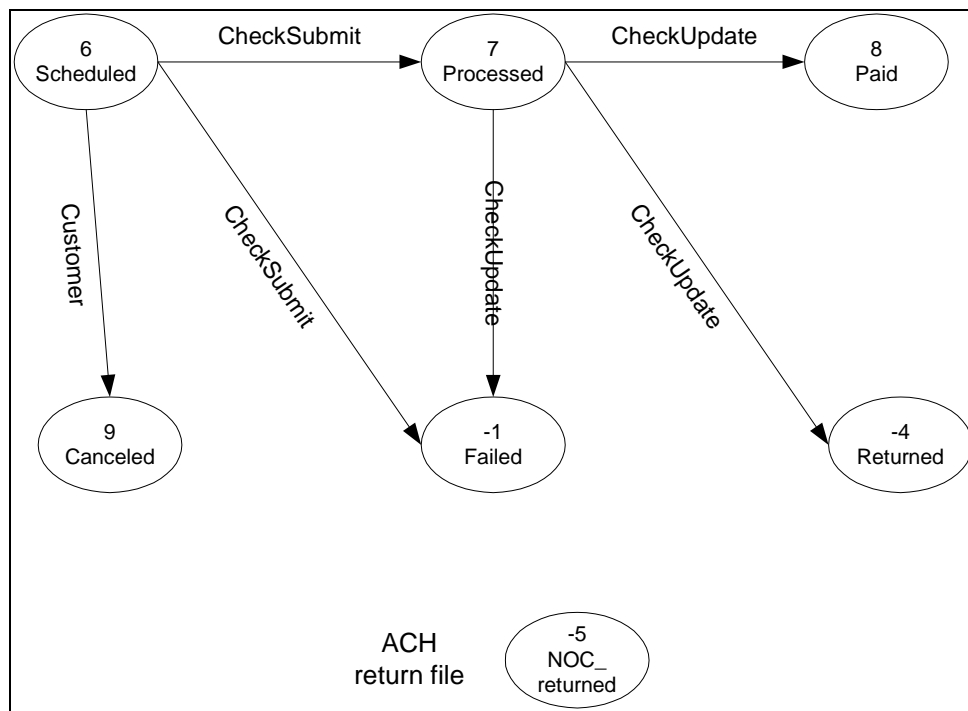 6
Scheduled
CheckSubmit
7
Processed
CheckUpdate
8
Paid
Customer
CheckSubmit
CheckUpdate
CheckUpdate
9
Canceled
-1
Failed
-4
Returned
ACH
return file
-5
NOC_
returned